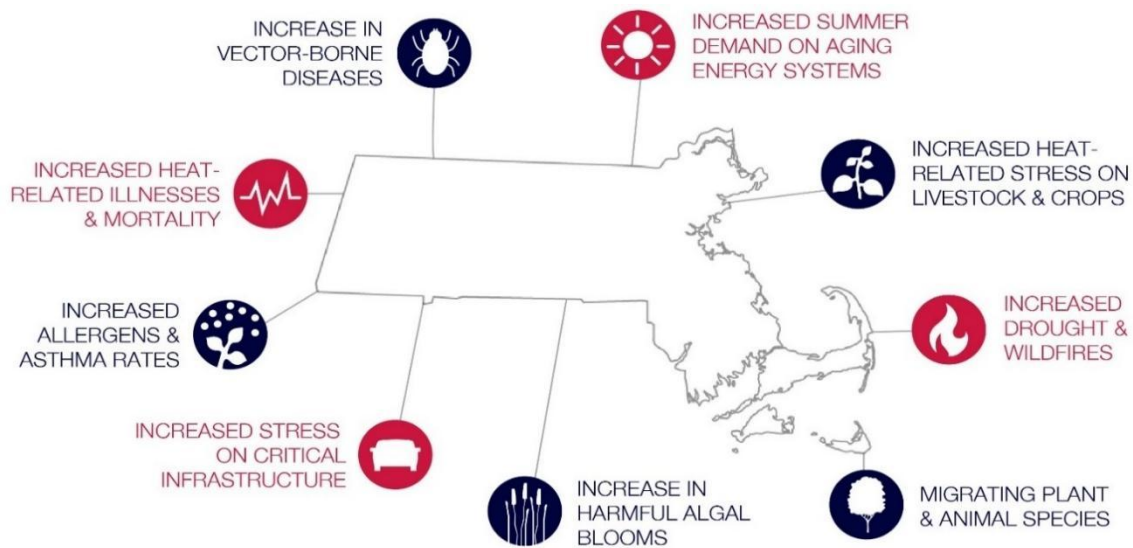 INCREASE IN
VECTOR-BORNE
DISEASES
INCREASED SUMMER
DEMAND ON AGING
ENERGY SYSTEMS
INCREASED HEAT-
RELATED ILLNESSES
& MORTALITY
INCREASED HEAT-
RELATED STRESS ON
LIVESTOCK & CROPS
INCREASED
ALLERGENS &
ASTHMA RATES
INCREASED
DROUGHT &
WILDFIRES
INCREASED STRESS
ON CRITICAL
INFRASTRUCTURE
INCREASE IN
HARMFUL ALGAL
BLOOMS
MIGRATING PLANT
& ANIMAL SPECIES